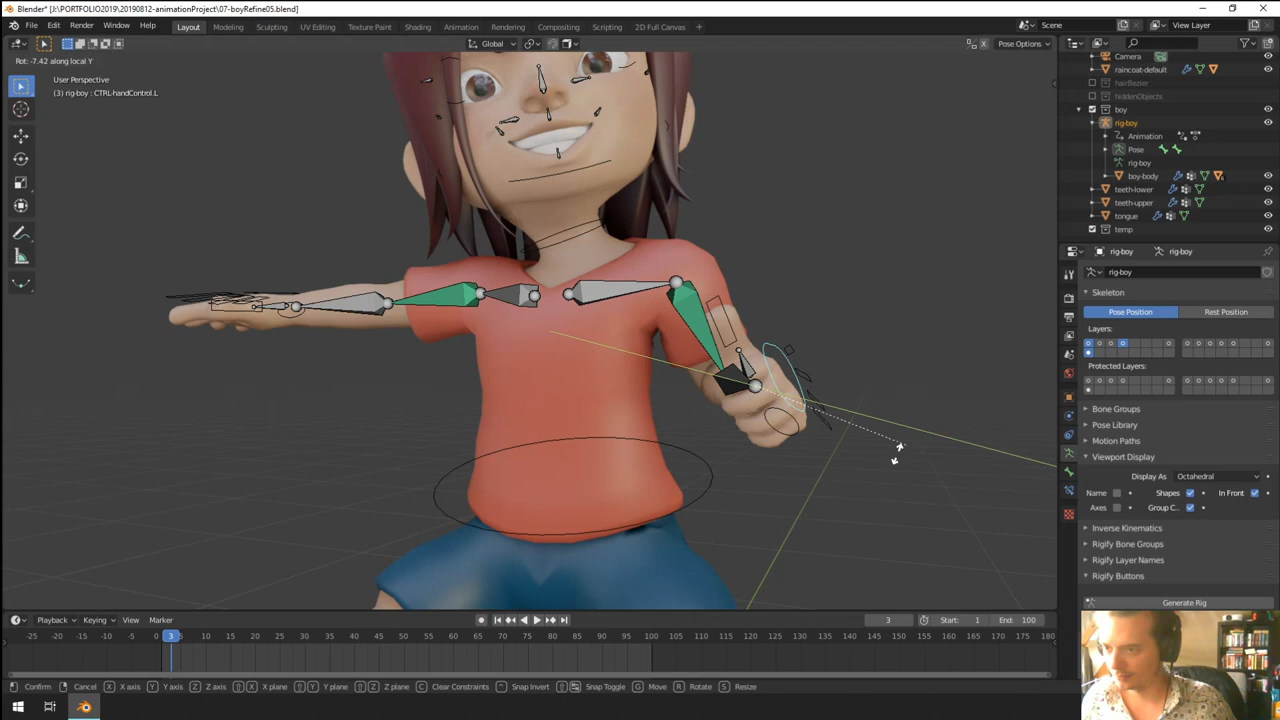 Blender* [J:\PORTFOLIO2019\20190812-animationProject\07-boyRefine05.blend]
File Edit Render Window Help
Layout Modeling Sculpting UV Editing Texture Paint Shading Animation Rendering Compositing Scripting 2D Full Canvas +
Scene
View Layer
Global
X
Pose Options
Rot: -7.42 along local Y
User Perspective
(3) rig-boy : CTRL-handControl.L
Camera
raincoat-default
hairBezier
hiddenObjects
boy
rig-boy
Animation
Pose
rig-boy
boy-body
teeth-lower
teeth-upper
tongue
temp
rig-boy
rig-boy
rig-boy
Skeleton
Pose Position
Rest Position
Layers:
Protected Layers:
Bone Groups
Pose Library
Motion Paths
Viewport Display
Display As
Octahedral
Name
Shapes
In Front
Axes
Group C..
Inverse Kinematics
Rigify Bone Groups
Rigify Layer Names
Rigify Buttons
Generate Rig
Playback Keying View Marker
3
Start: 1
End: 100
-25 -20 -15 -10 -5 0 3 5 10 15 20 25 30 35 40 45 50 55 60 65 70 75 80 85 90 95 100 105 110 115 120 125 130 135 140 145 150 155 160 165 170 175 180
Confirm Cancel X X axis Y Y axis Z Z axis X X plane Y Y plane Z Z plane C Clear Constraints Snap Invert Snap Toggle G Move R Rotate S Resize